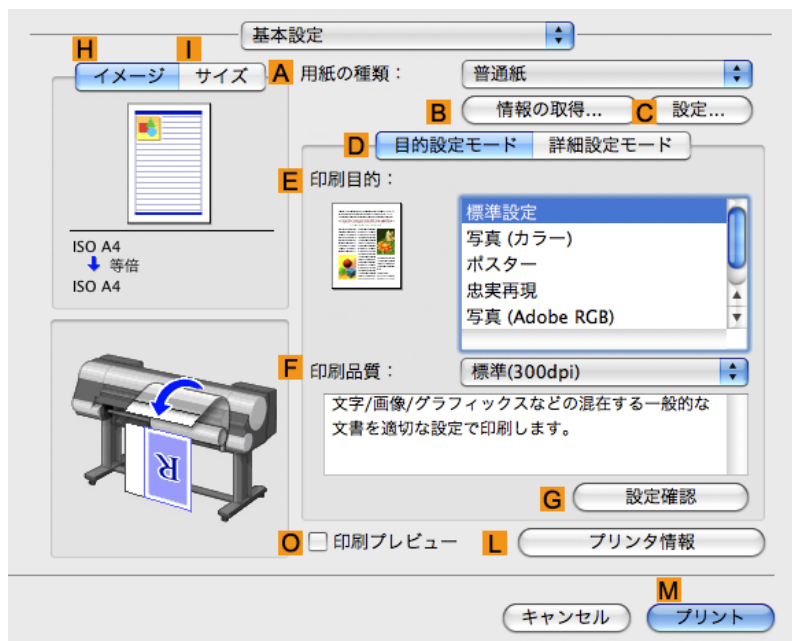 基本設定
H I
イメージ サイズ
A 用紙の種類： 普通紙
B 情報の取得... C 設定...
D 目的設定モード 詳細設定モード
E 印刷目的：
標準設定
写真 (カラー)
ポスター
忠実再現
写真 (Adobe RGB)
ISO A4
等倍
ISO A4
F 印刷品質： 標準(300dpi)
文字/画像/グラフィックスなどの混在する一般的な
文書を適切な設定で印刷します。
R
G 設定確認
O 印刷プレビュー L プリンタ情報
M
キャンセル プリント